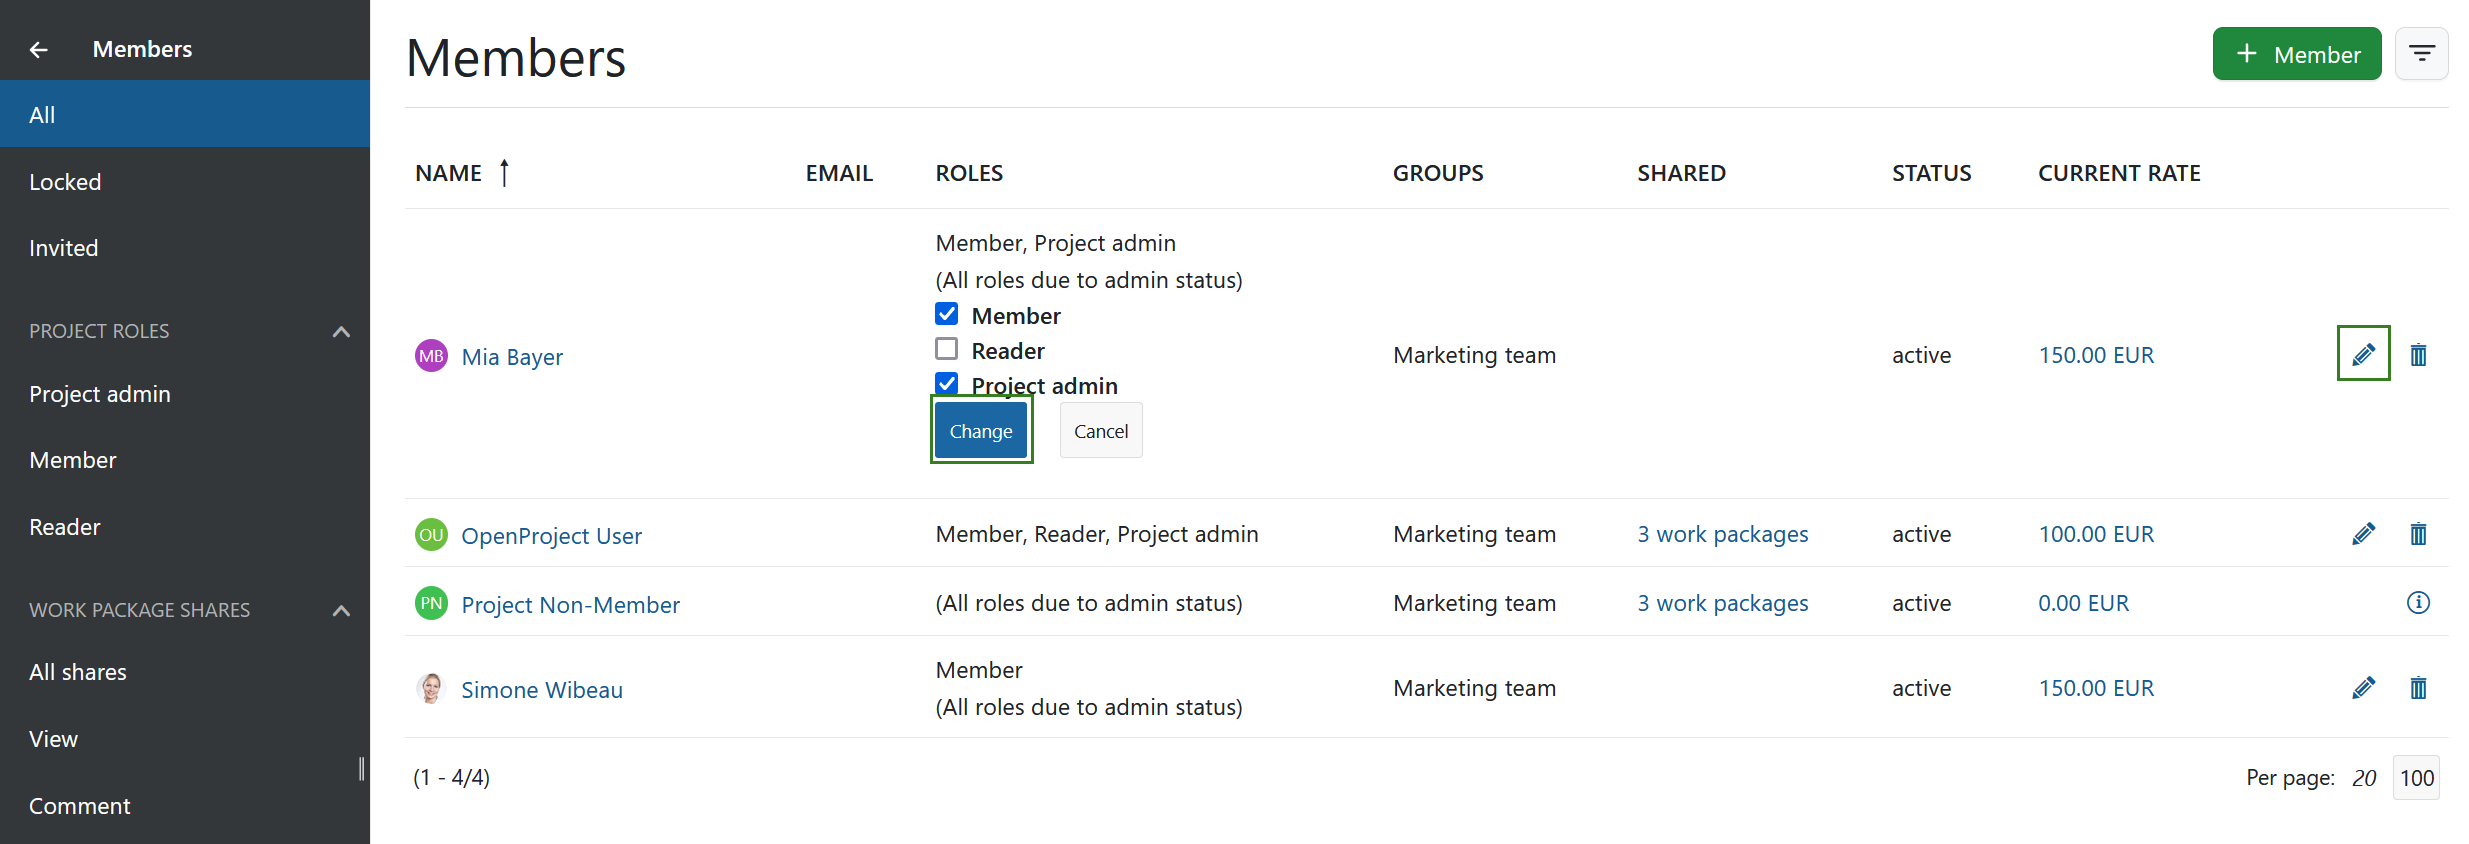 Members
All
Locked
Invited
PROJECT ROLES
Project admin
Member
Reader
WORK PACKAGE SHARES
All shares
View
Comment
Members
+ Member
NAME EMAIL ROLES GROUPS SHARED STATUS CURRENT RATE
Member, Project admin
(All roles due to admin status)
Member
Reader
Project admin
Change Cancel
MB Mia Bayer Marketing team active 150.00 EUR
OU OpenProject User Member, Reader, Project admin Marketing team 3 work packages active 100.00 EUR
PN Project Non-Member (All roles due to admin status) Marketing team 3 work packages active 0.00 EUR
Simone Wibeau Member
(All roles due to admin status) Marketing team active 150.00 EUR
(1 - 4/4)
Per page: 20 100